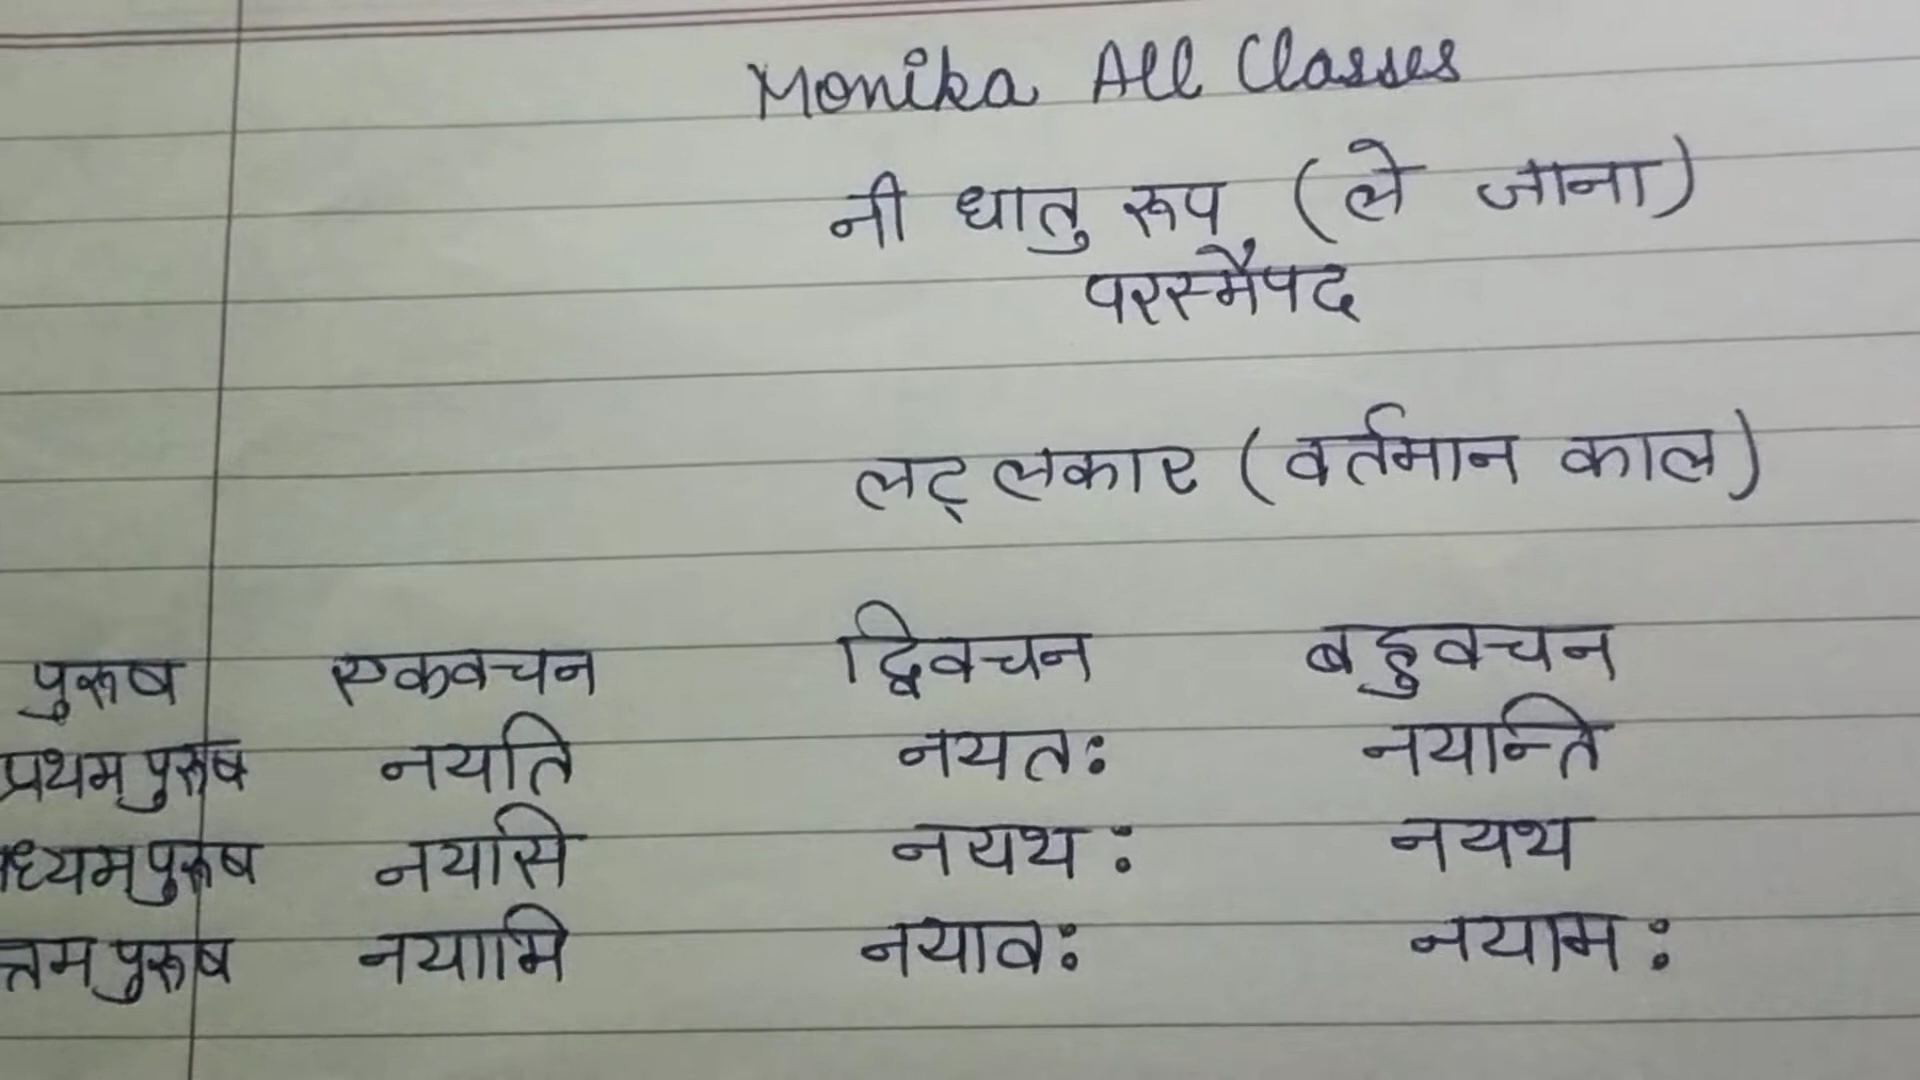 Monika All Classes
नी धातु रूप (ले जाना)
परस्मैपद
लट् लकार (वर्तमान काल)
पुरूष एकवचन द्विवचन बहुवचन
प्रथम पुरूष नयति नयतः नयन्ति
ध्यम पुरूष नयसि नयथः नयथ
त्तम पुरूष नयामि नयावः नयामः